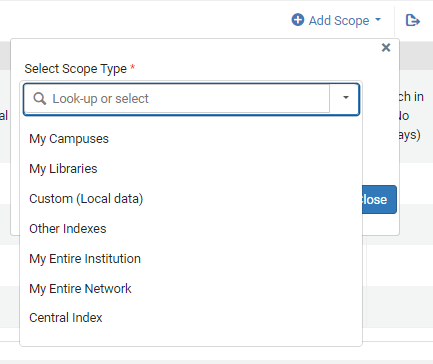 Add Scope
Select Scope Type *
Look-up or select
My Campuses
My Libraries
Custom (Local data)
Other Indexes
My Entire Institution
My Entire Network
Central Index